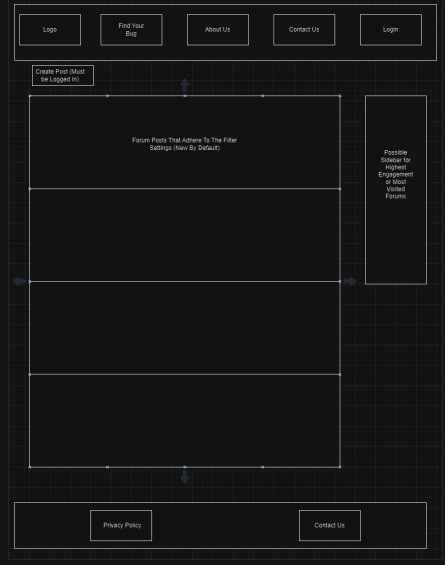 Logo
Find Your
Bug
About Us
Contact Us
Login
Create Post (Must
be Logged In)
Forum Posts That Adhere To The Filter
Settings (New By Default)
Possible
Sidebar for
Highest
Engagement
or Most
Visited
Forums
Privacy Policy
Contact Us